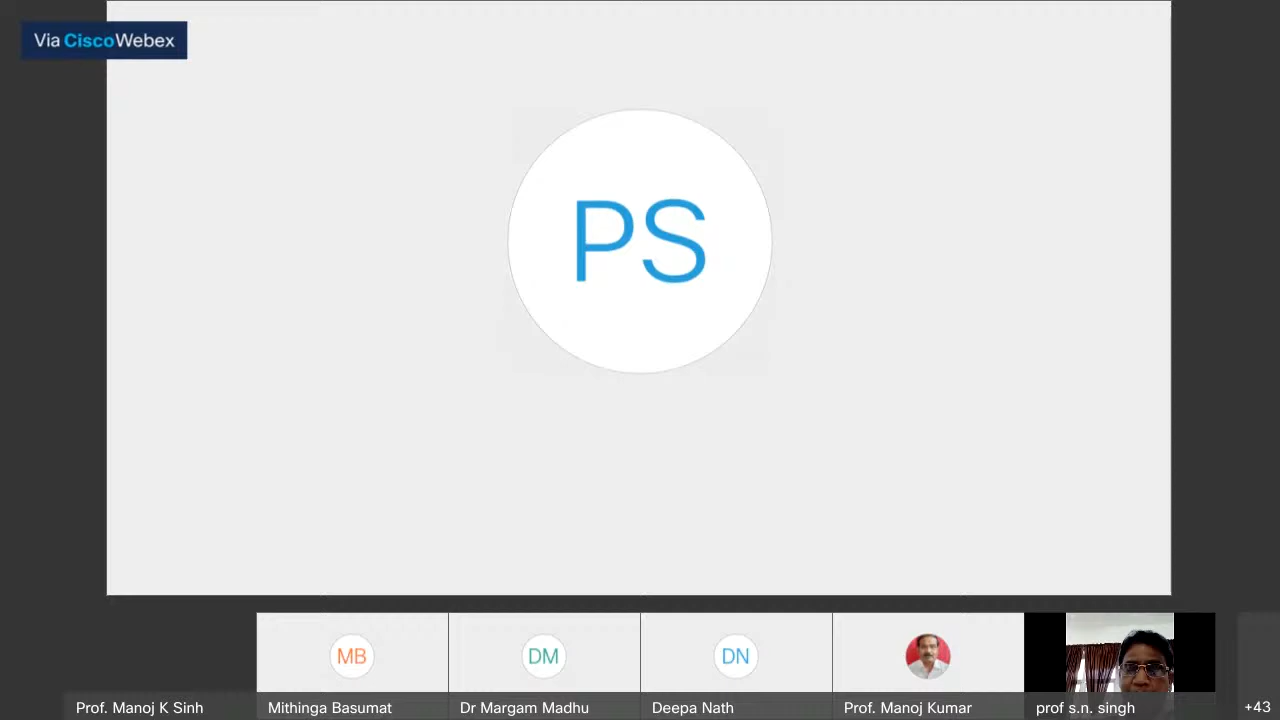 Via CiscoWebex
PS
MB
DM
DN
Prof. Manoj K Sinh
Mithinga Basumat
Dr Margam Madhu
Deepa Nath
Prof. Manoj Kumar
prof s.n. singh
+43